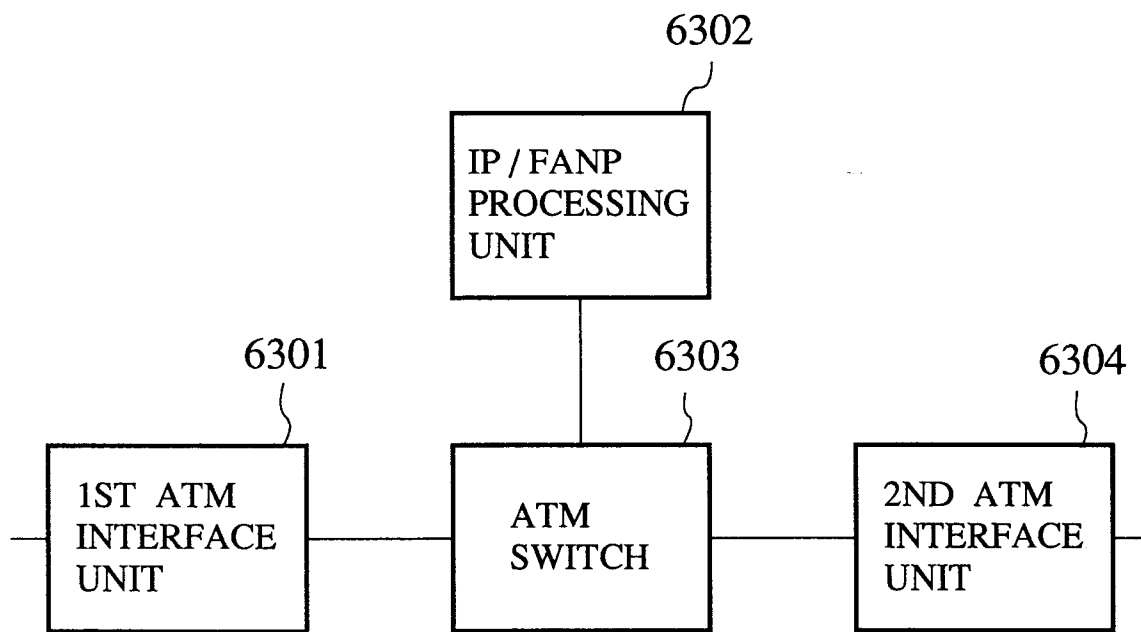 6302
IP / FANP
PROCESSING
UNIT
6301
6303
6304
1ST ATM
INTERFACE
UNIT
ATM
SWITCH
2ND ATM
INTERFACE
UNIT